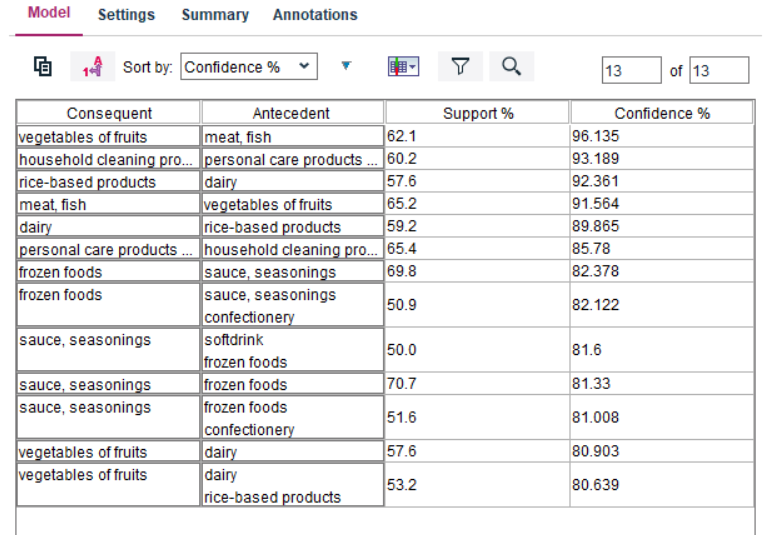 Model Settings Summary Annotations
Sort by: Confidence % 13 of 13
Consequent Antecedent Support % Confidence %
vegetables of fruits meat, fish 62.1 96.135
household cleaning pro... personal care products ... 60.2 93.189
rice-based products dairy 57.6 92.361
meat, fish vegetables of fruits 65.2 91.564
dairy rice-based products 59.2 89.865
personal care products ... household cleaning pro... 65.4 85.78
frozen foods sauce, seasonings 69.8 82.378
frozen foods sauce, seasonings
confectionery 50.9 82.122
sauce, seasonings softdrink
frozen foods 50.0 81.6
sauce, seasonings frozen foods 70.7 81.33
sauce, seasonings frozen foods
confectionery 51.6 81.008
vegetables of fruits dairy 57.6 80.903
vegetables of fruits dairy
rice-based products 53.2 80.639